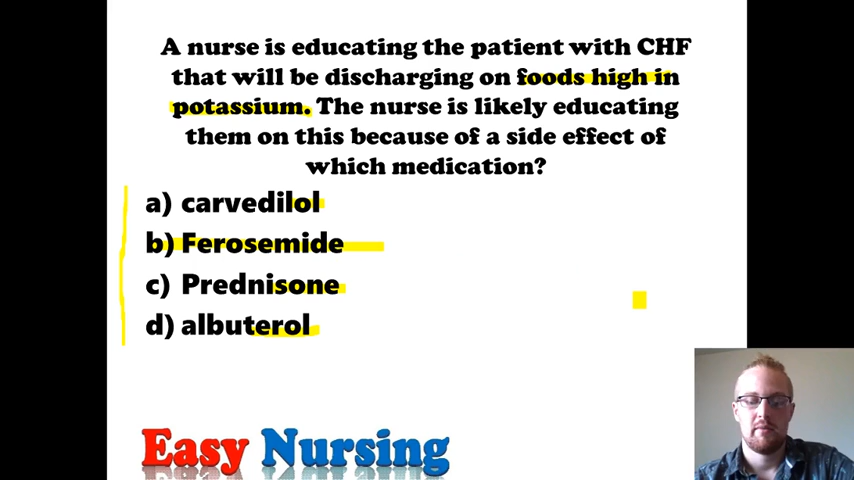 A nurse is educating the patient with CHF
that will be discharging on foods high in
potassium. The nurse is likely educating
them on this because of a side effect of
which medication?
a) carvedilol
b) Ferosemide
c) Prednisone
d) albuterol
Easy Nursing